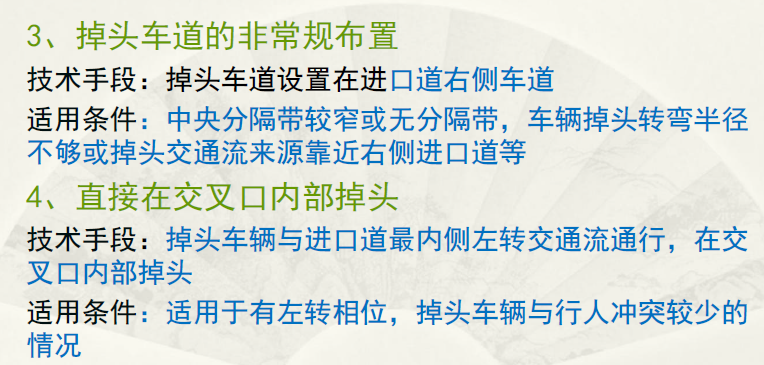 3、掉头车道的非常规布置
技术手段：掉头车道设置在进口道右侧车道
适用条件：中央分隔带较窄或无分隔带，车辆掉头转弯半径
不够或掉头交通流来源靠近右侧进口道等
4、直接在交叉口内部掉头
技术手段：掉头车辆与进口道最内侧左转交通流通行，在交
叉口内部掉头
适用条件：适用于有左转相位，掉头车辆与行人冲突较少的
情况